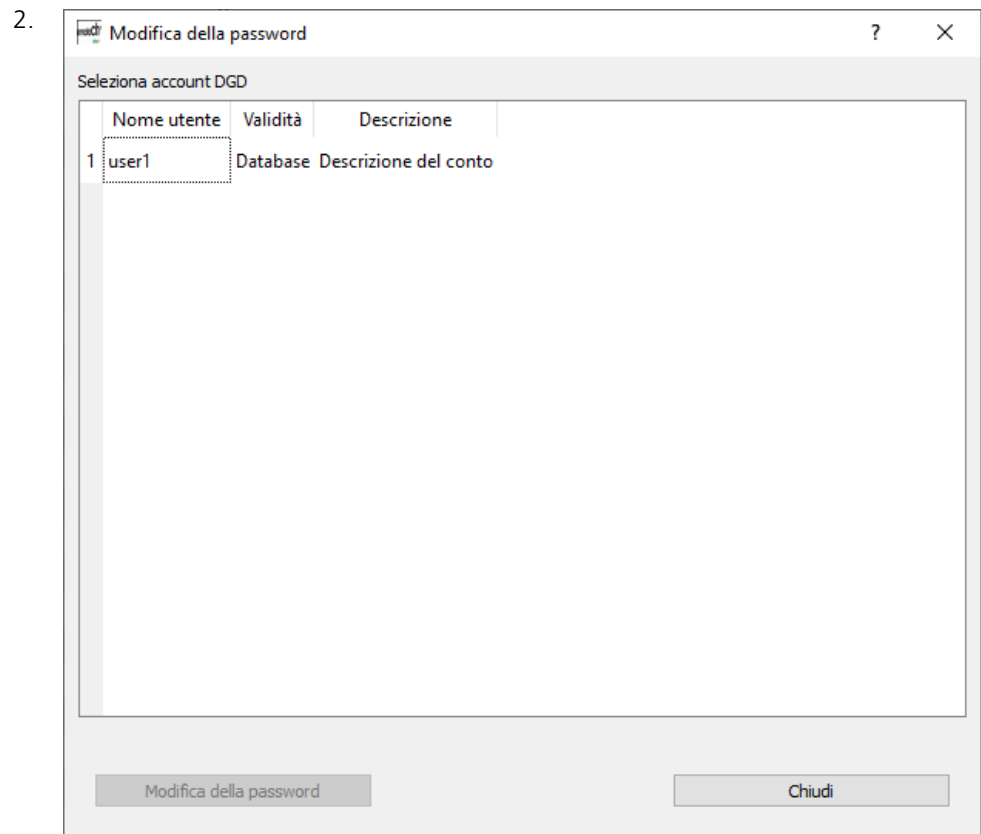 2.
Modifica della password ?
Seleziona account DGD
Nome utente Validità Descrizione
1 user1 Database Descrizione del conto
Modifica della password Chiudi